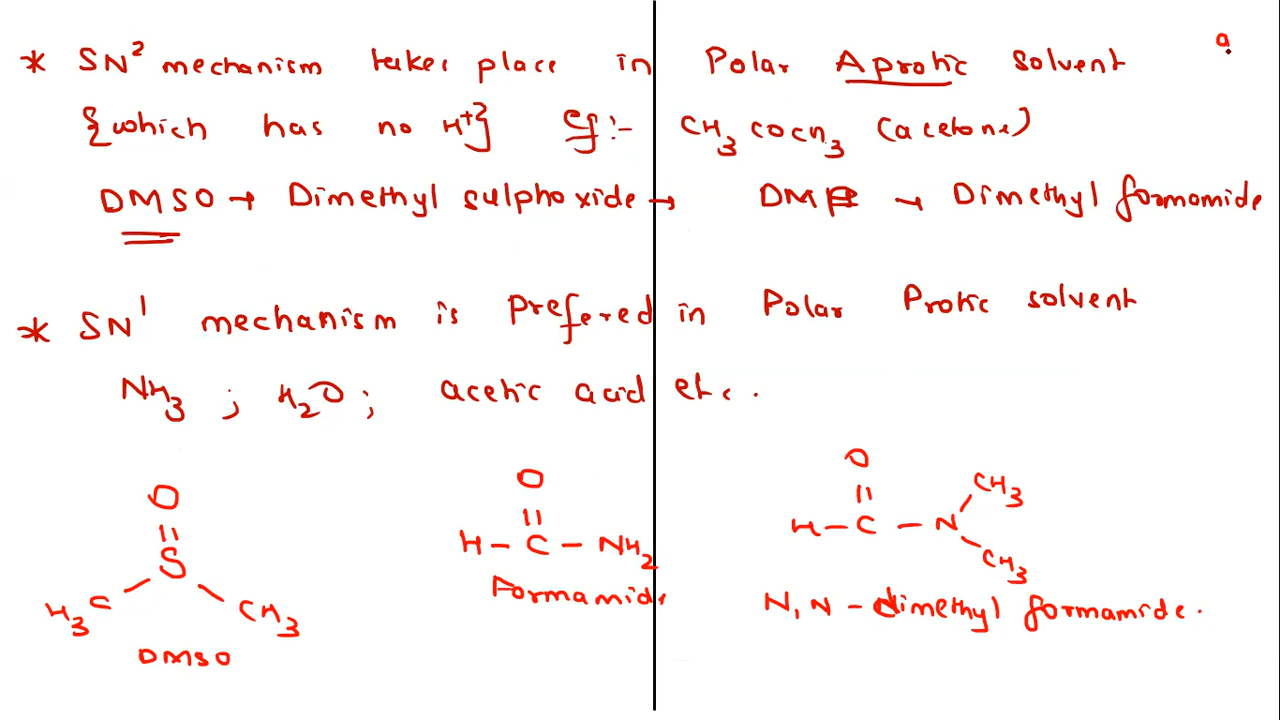 * SN² mechanism takes place in Polar Aprotic solvent
{which has no H⁺} eg:- CH₃COCH₃ (acetone)
DMSO → Dimethyl sulphoxide → DMF → Dimethyl formamide
* SN¹ mechanism is prefered in Polar Protic solvent
NH₃ ; H₂O ; acetic acid etc.
O
||
S
H₃C CH₃
DMSO
O
||
H-C-NH₂
Formamide
O
||
H-C-N
CH₃
CH₃
N,N-dimethyl formamide.